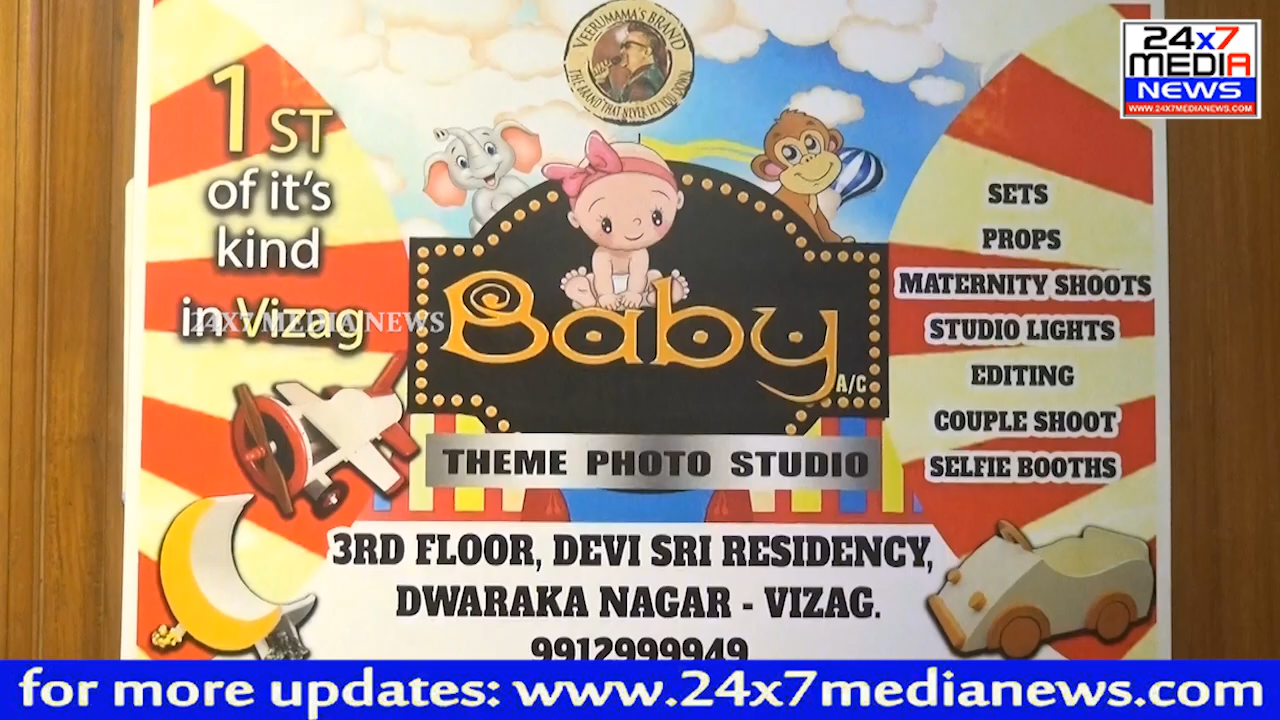 VEERUMAMA'S BRAND
THE BRAND THAT NEVER LET YOU DOWN
24x7
MEDIA
NEWS
WWW.24X7MEDIANEWS.COM
1 ST
of it's
kind
in Vizag
24X7 MEDIA NEWS
Baby
A/C
THEME PHOTO STUDIO
SETS
PROPS
MATERNITY SHOOTS
STUDIO LIGHTS
EDITING
COUPLE SHOOT
SELFIE BOOTHS
3RD FLOOR, DEVI SRI RESIDENCY,
DWARAKA NAGAR - VIZAG.
9912999949
for more updates: www.24x7medianews.com